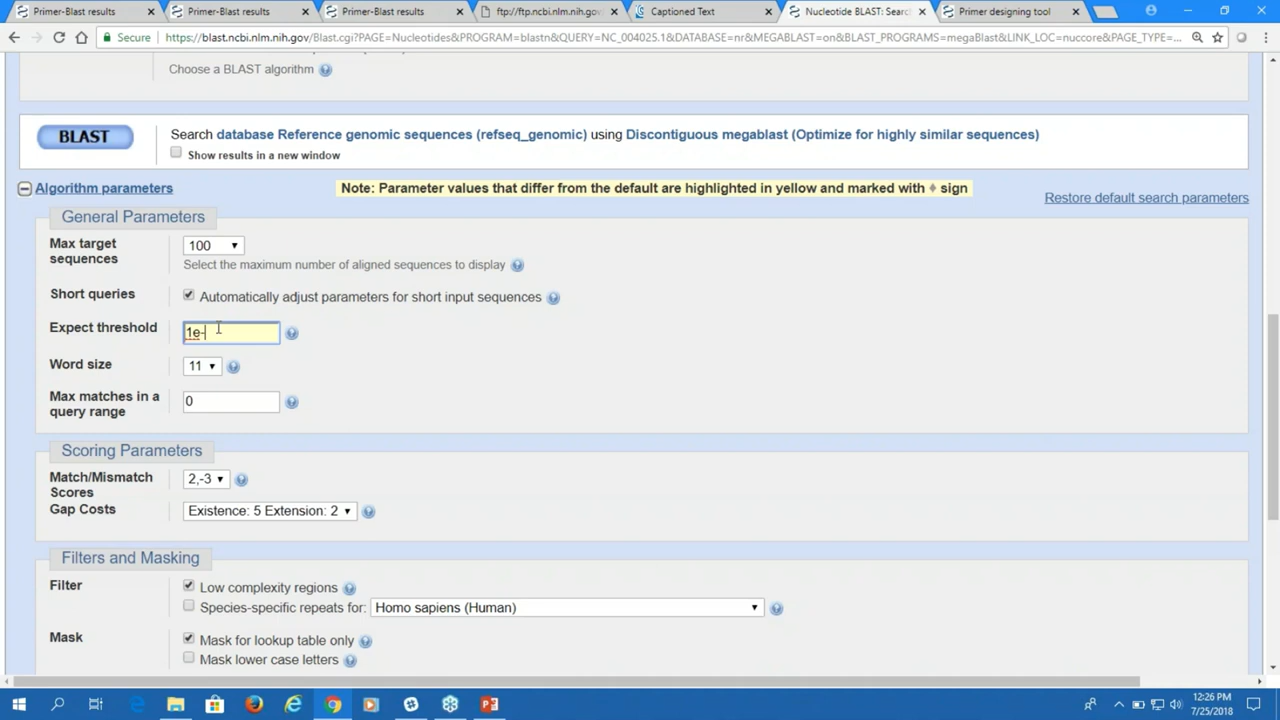 Primer-Blast results
Primer-Blast results
Primer-Blast results
ftp://ftp.ncbi.nlm.nih.gov
Captioned Text
Nucleotide BLAST: Searc
Primer designing tool
Secure https://blast.ncbi.nlm.nih.gov/Blast.cgi?PAGE=Nucleotides&PROGRAM=blastn&QUERY=NC_004025.1&DATABASE=nr&MEGABLAST=on&BLAST_PROGRAMS=megaBlast&LINK_LOC=nuccore&PAGE_TYPE=...
Choose a BLAST algorithm
BLAST
Search database Reference genomic sequences (refseq_genomic) using Discontiguous megablast (Optimize for highly similar sequences)
Show results in a new window
Algorithm parameters
Note: Parameter values that differ from the default are highlighted in yellow and marked with ♦ sign
Restore default search parameters
General Parameters
Max target sequences
100
Select the maximum number of aligned sequences to display
Short queries
Automatically adjust parameters for short input sequences
Expect threshold
1e-
Word size
11
Max matches in a query range
0
Scoring Parameters
Match/Mismatch Scores
2,-3
Gap Costs
Existence: 5 Extension: 2
Filters and Masking
Filter
Low complexity regions
Species-specific repeats for: Homo sapiens (Human)
Mask
Mask for lookup table only
Mask lower case letters
12:26 PM
7/25/2018